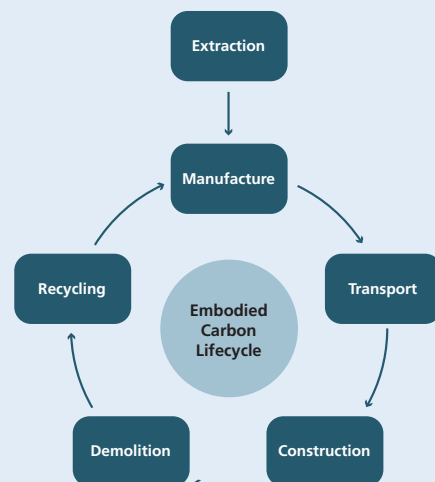 Extraction
Manufacture
Transport
Construction
Demolition
Recycling
Embodied
Carbon
Lifecycle